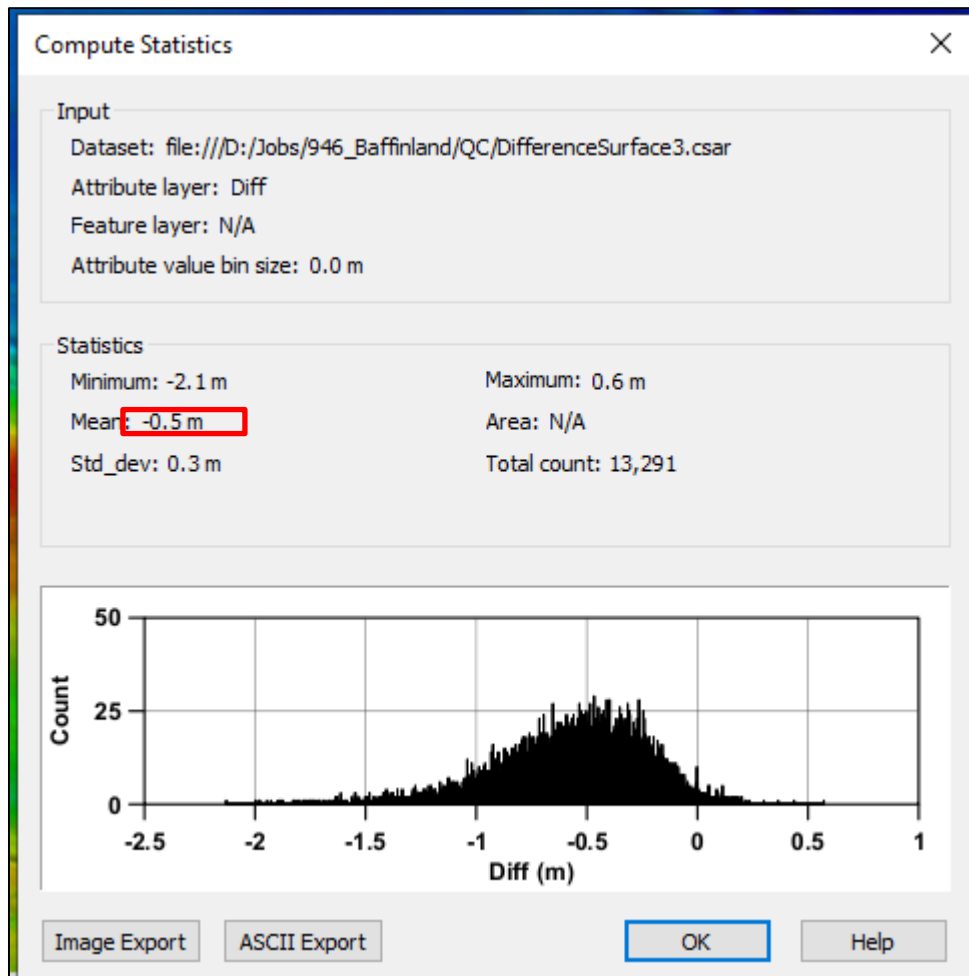 Compute Statistics
Input
Dataset: file:///D:/Jobs/946_Baffinland/QC/DifferenceSurface3.csar
Attribute layer: Diff
Feature layer: N/A
Attribute value bin size: 0.0 m
Statistics
Minimum: -2.1 m
Maximum: 0.6 m
Mean: -0.5 m
Area: N/A
Std_dev: 0.3 m
Total count: 13,291
50
25
0
Count
-2.5 -2 -1.5 -1 -0.5 0 0.5 1
Diff (m)
Image Export
ASCII Export
OK
Help